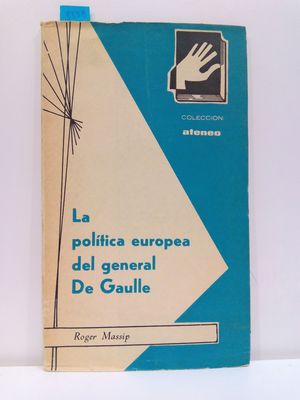 COLECCION:
ateneo
La
política europea
del general
De Gaulle
Roger Massip